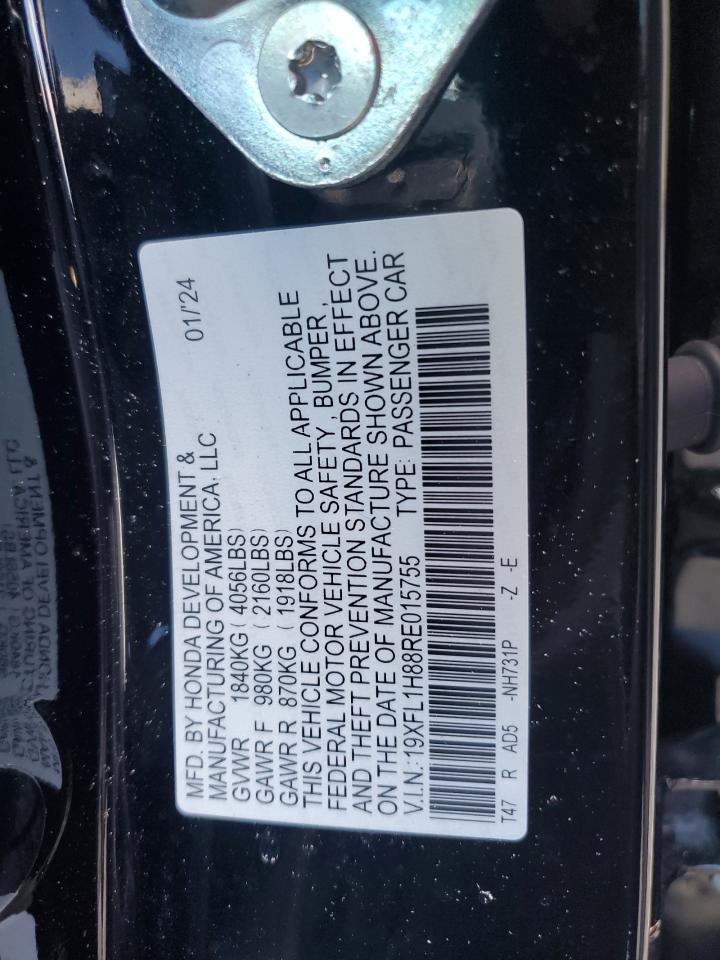 MFD. BY HONDA DEVELOPMENT &
MANUFACTURING OF AMERICA, LLC 01/'24
GVWR 1840KG ( 4056LBS)
GAWR F 980KG ( 2160LBS)
GAWR R 870KG ( 1918LBS)
THIS VEHICLE CONFORMS TO ALL APPLICABLE
FEDERAL MOTOR VEHICLE SAFETY, BUMPER,
AND THEFT PREVENTION STANDARDS IN EFFECT
ON THE DATE OF MANUFACTURE SHOWN ABOVE.
V.I.N.: 19XFL1H88RE015755 TYPE: PASSENGER CAR
T47 R AD5 -NH731P -Z -E